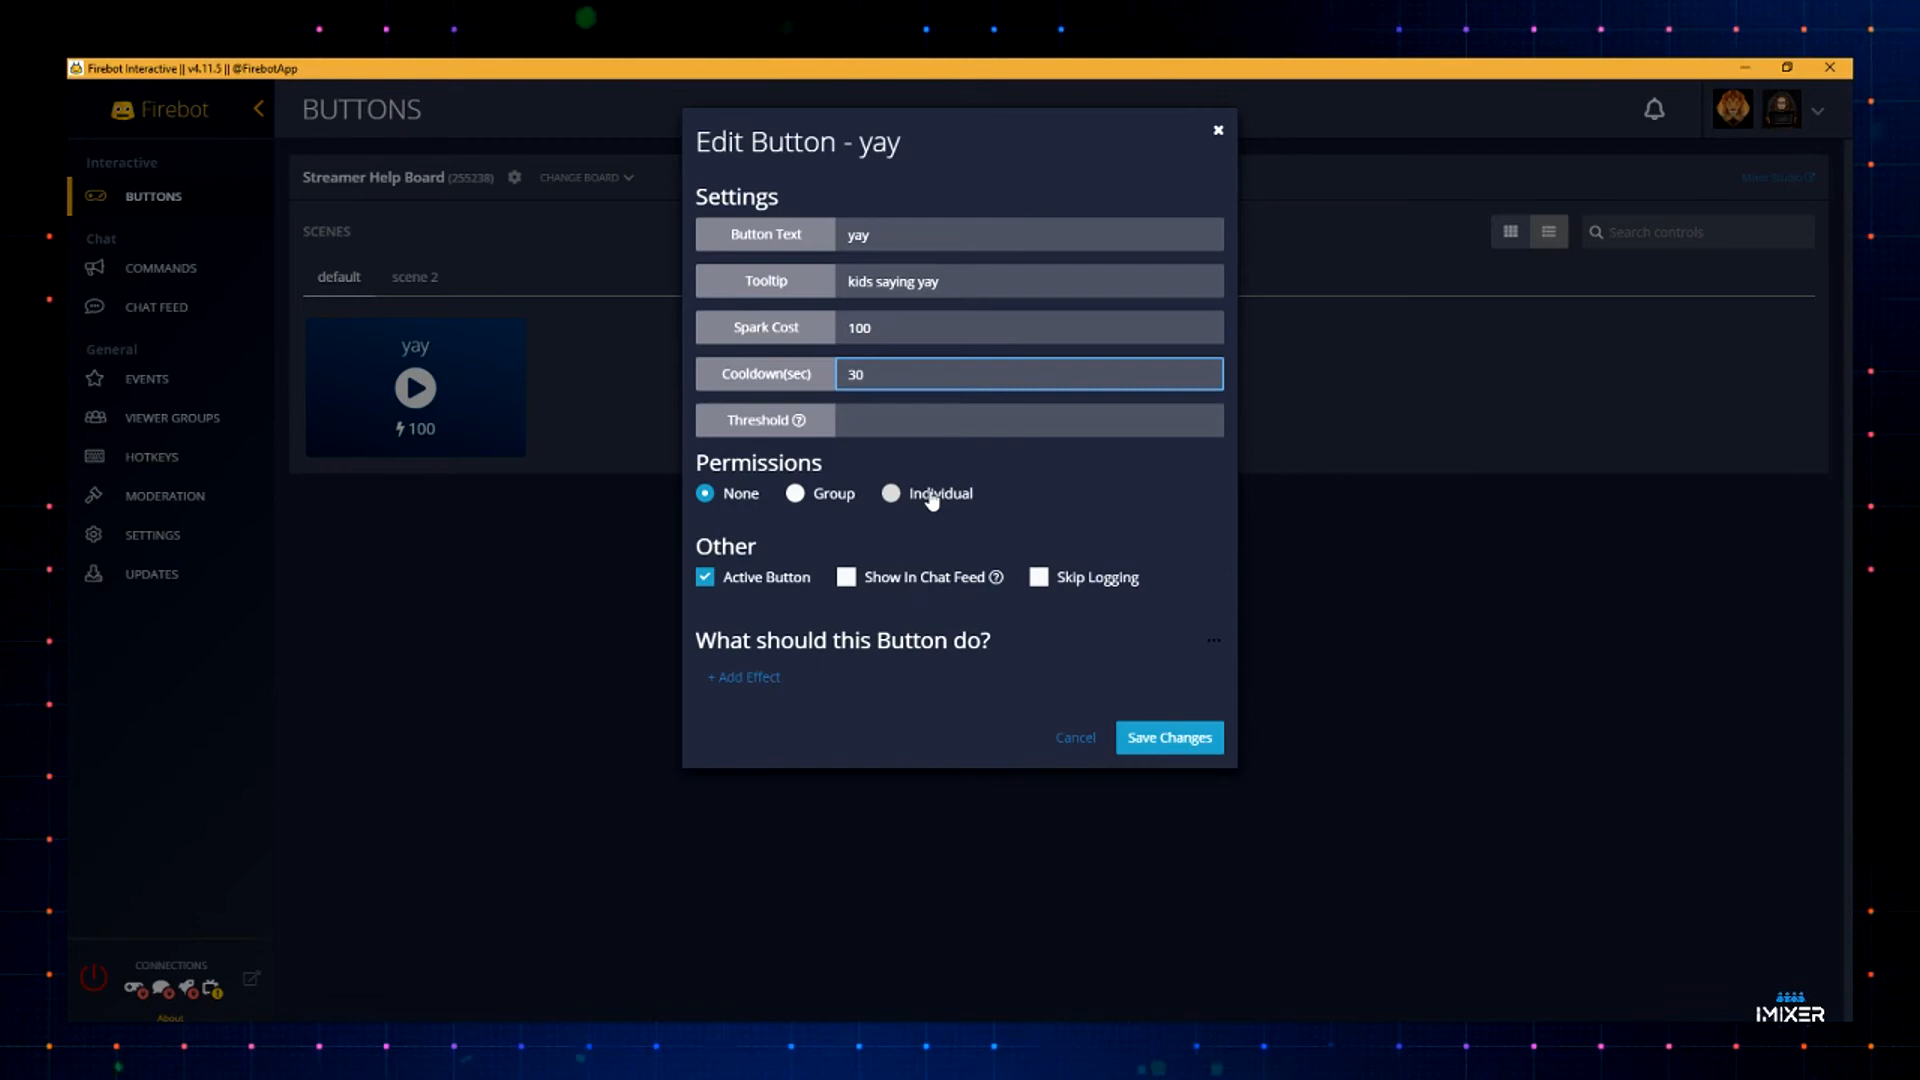 Firebot Interactive || v4.11.5 || @FirebotApp
Firebot
BUTTONS
Interactive
BUTTONS
Chat
COMMANDS
CHAT FEED
General
EVENTS
VIEWER GROUPS
HOTKEYS
MODERATION
SETTINGS
UPDATES
CONNECTIONS
About
Streamer Help Board (255238)
CHANGE BOARD
Mixer Studio
SCENES
Search controls
default
scene 2
yay
100
Edit Button - yay
Settings
Button Text yay
Tooltip kids saying yay
Spark Cost 100
Cooldown(sec) 30
Threshold
Permissions
None Group Individual
Other
Active Button Show In Chat Feed Skip Logging
What should this Button do?
...
+ Add Effect
Cancel Save Changes
IMIXER